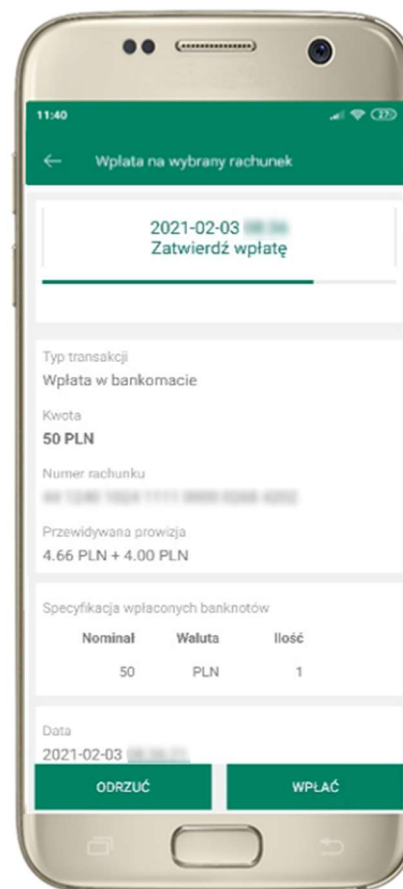 11:40
27
Wpłata na wybrany rachunek
2021-02-03
Zatwierdź wpłatę
Typ transakcji
Wpłata w bankomacie
Kwota
50 PLN
Numer rachunku
Przewidywana prowizja
4.66 PLN + 4.00 PLN
Specyfikacja wpłaconych banknotów
Nominał Waluta Ilość
50 PLN 1
Data
2021-02-03
ODRZUĆ WPŁAĆ